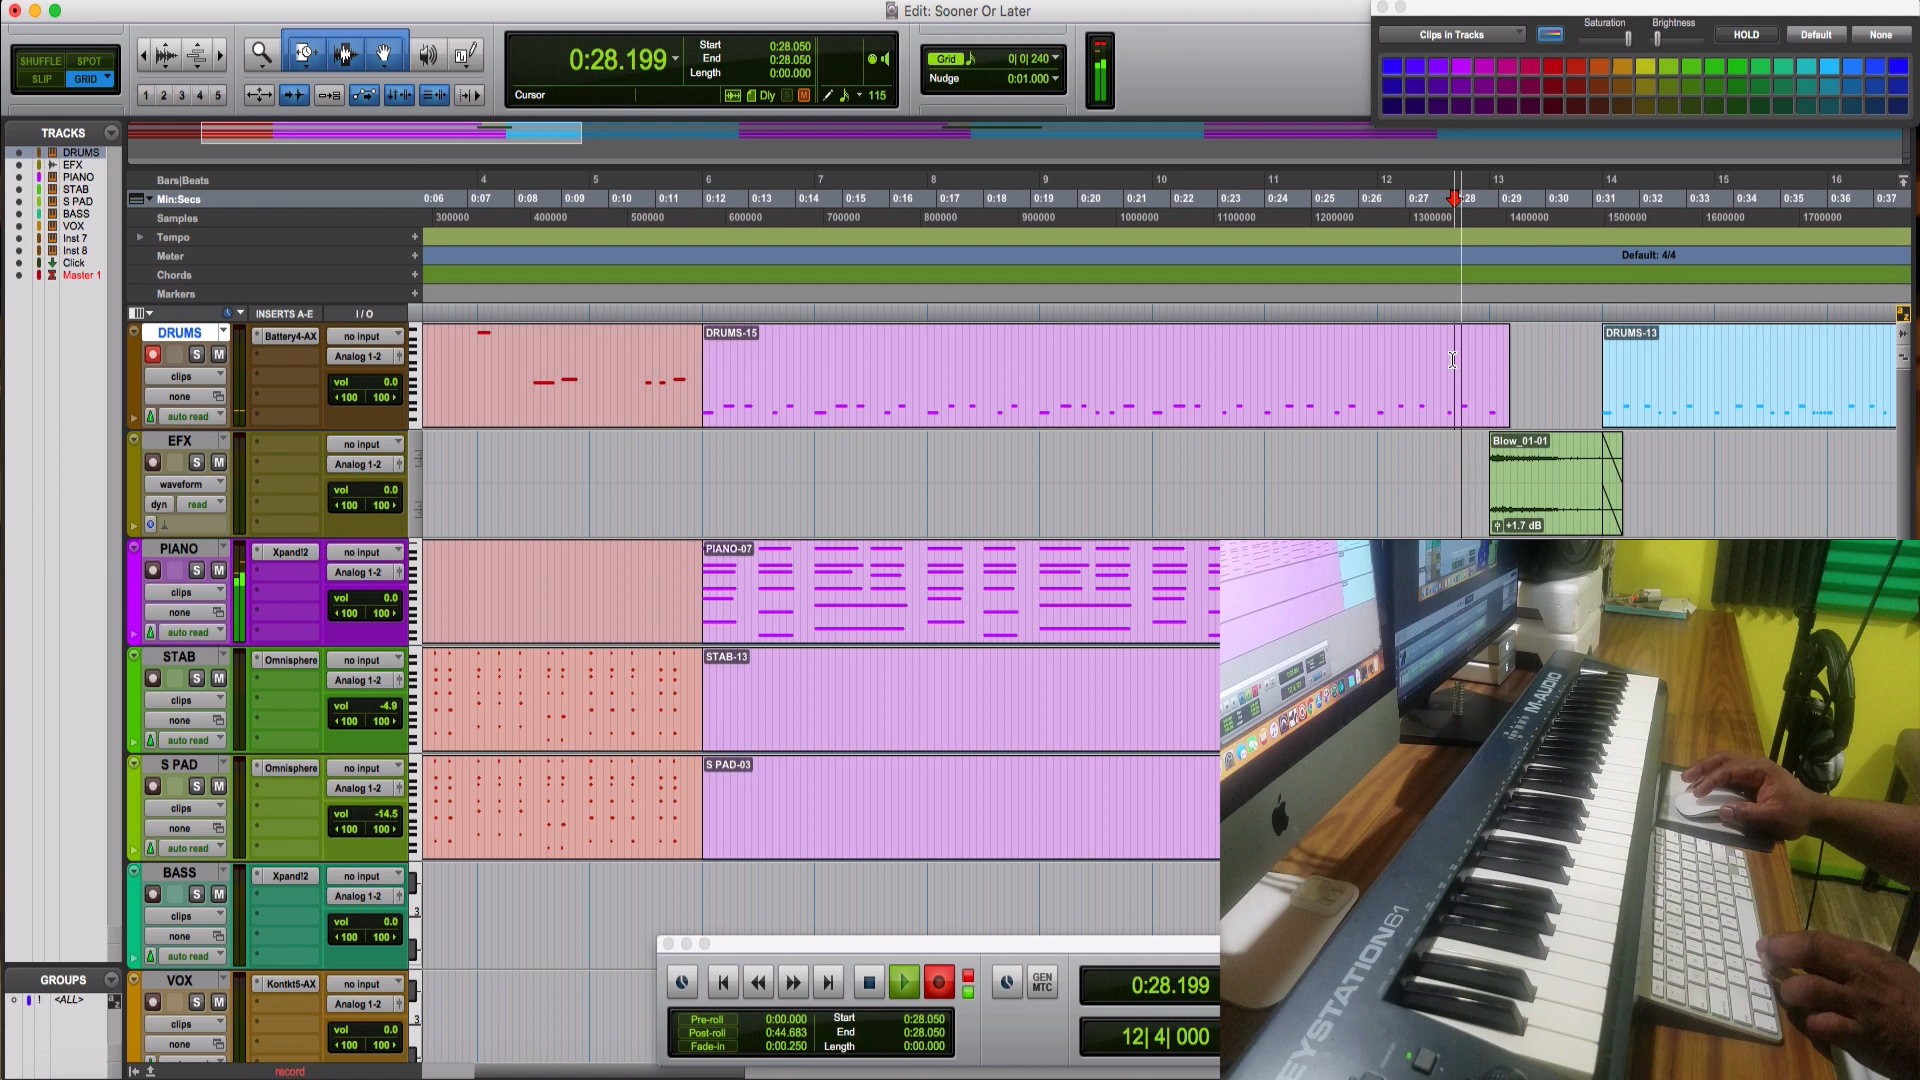 Edit: Sooner Or Later
SHUFFLE SPOT
SLIP GRID
1 2 3 4 5
0:28.199
Start 0:28.050
End 0:28.050
Length 0:00.000
Cursor
Dly
115
Grid 0| 0| 240
Nudge 0:01.000
Clips in Tracks
Saturation
Brightness
HOLD
Default
None
TRACKS
DRUMS
EFX
PIANO
STAB
S PAD
BASS
VOX
Inst 7
Inst 8
Click
Master 1
Bars|Beats 4 5 6 7 8 9 10 11 12 13 14 15 16
Min:Secs 0:06 0:07 0:08 0:09 0:10 0:11 0:12 0:13 0:14 0:15 0:16 0:17 0:18 0:19 0:20 0:21 0:22 0:23 0:24 0:25 0:26 0:27 0:28 0:29 0:30 0:31 0:32 0:33 0:34 0:35 0:36 0:37
Samples 300000 400000 500000 600000 700000 800000 900000 1000000 1100000 1200000 1300000 1400000 1500000 1600000 1700000
Tempo
Meter Default: 4/4
Chords
Markers
INSERTS A-E I / O
DRUMS Battery4-AX no input
S M Analog 1-2
clips vol 0.0
none 100 100
auto read
DRUMS-15
DRUMS-13
EFX no input
S M Analog 1-2
waveform vol 0.0
dyn read 100 100
Blow_01-01
+1.7 dB
PIANO Xpand!2 no input
S M Analog 1-2
clips vol 0.0
none 100 100
auto read
PIANO-07
STAB Omnisphere no input
S M Analog 1-2
clips vol -4.9
none 100 100
auto read
STAB-13
S PAD Omnisphere no input
S M Analog 1-2
clips vol -14.5
none 100 100
auto read
S PAD-03
BASS Xpand!2 no input
S M Analog 1-2
clips vol 0.0
none 100 100
auto read
3
VOX Kontkt5-AX no input
S M Analog 1-2
clips vol 0.0
none 100 100
3
GROUPS
! <ALL>
record
GEN
MTC
0:28.199
12| 4| 000
Pre-roll 0:00.000 Start 0:28.050
Post-roll 0:44.683 End 0:28.050
Fade-in 0:00.250 Length 0:00.000
M-AUDIO
KEYSTATION 61